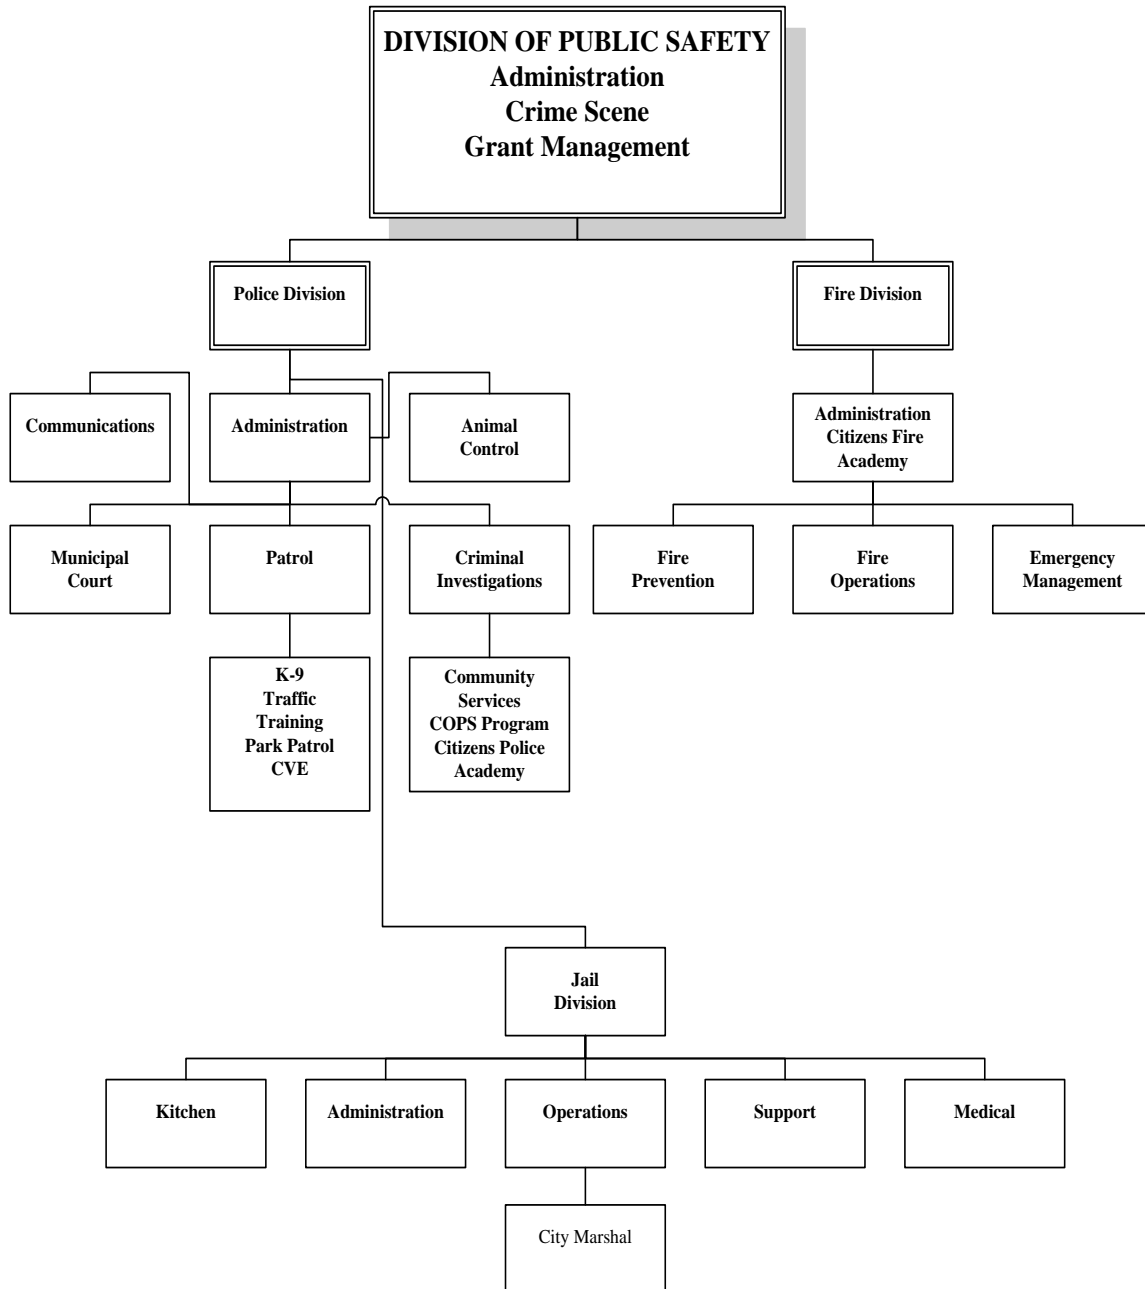 DIVISION OF PUBLIC SAFETY
Administration
Crime Scene
Grant Management
Police Division
Fire Division
Communications
Administration
Animal
Control
Administration
Citizens Fire
Academy
Municipal
Court
Patrol
Criminal
Investigations
Fire
Prevention
Fire
Operations
Emergency
Management
K-9
Traffic
Training
Park Patrol
CVE
Community
Services
COPS Program
Citizens Police
Academy
Jail
Division
Kitchen
Administration
Operations
Support
Medical
City Marshal